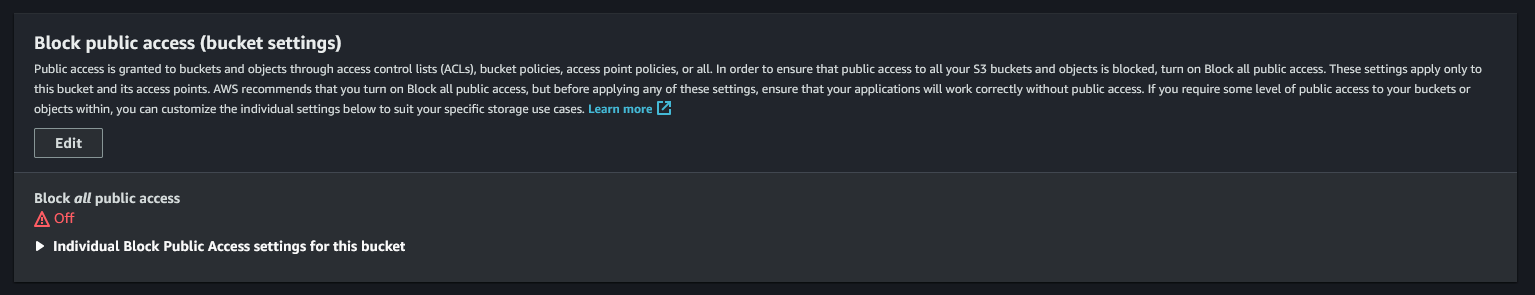 Block public access (bucket settings)
Public access is granted to buckets and objects through access control lists (ACLs), bucket policies, access point policies, or all. In order to ensure that public access to all your S3 buckets and objects is blocked, turn on Block all public access. These settings apply only to
this bucket and its access points. AWS recommends that you turn on Block all public access, but before applying any of these settings, ensure that your applications will work correctly without public access. If you require some level of public access to your buckets or
objects within, you can customize the individual settings below to suit your specific storage use cases. Learn more
Edit
Block all public access
Off
Individual Block Public Access settings for this bucket